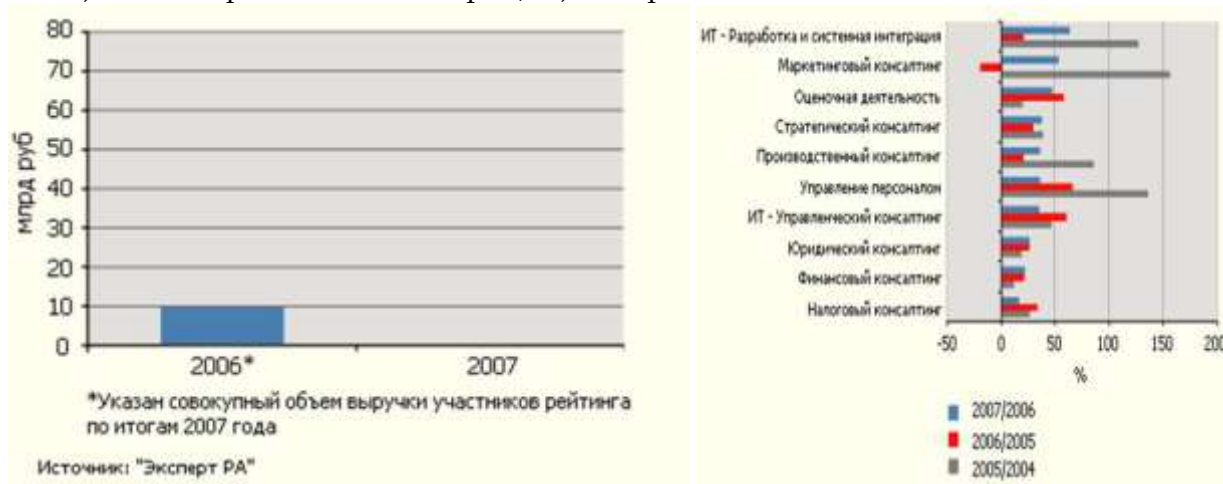 80
70
60
50
40
30
20
10
0
млрд руб
2006*
2007
*Указан совокупный объем выручки участников рейтинга
по итогам 2007 года
Источник: "Эксперт РА"
ИТ - Разработка и системная интеграция
Маркетинговый консалтинг
Оценочная деятельность
Стратегический консалтинг
Производственный консалтинг
Управление персоналом
ИТ - Управленческий консалтинг
Юридический консалтинг
Финансовый консалтинг
Налоговый консалтинг
-50 0 50 100 150 200
%
2007/2006
2006/2005
2005/2004